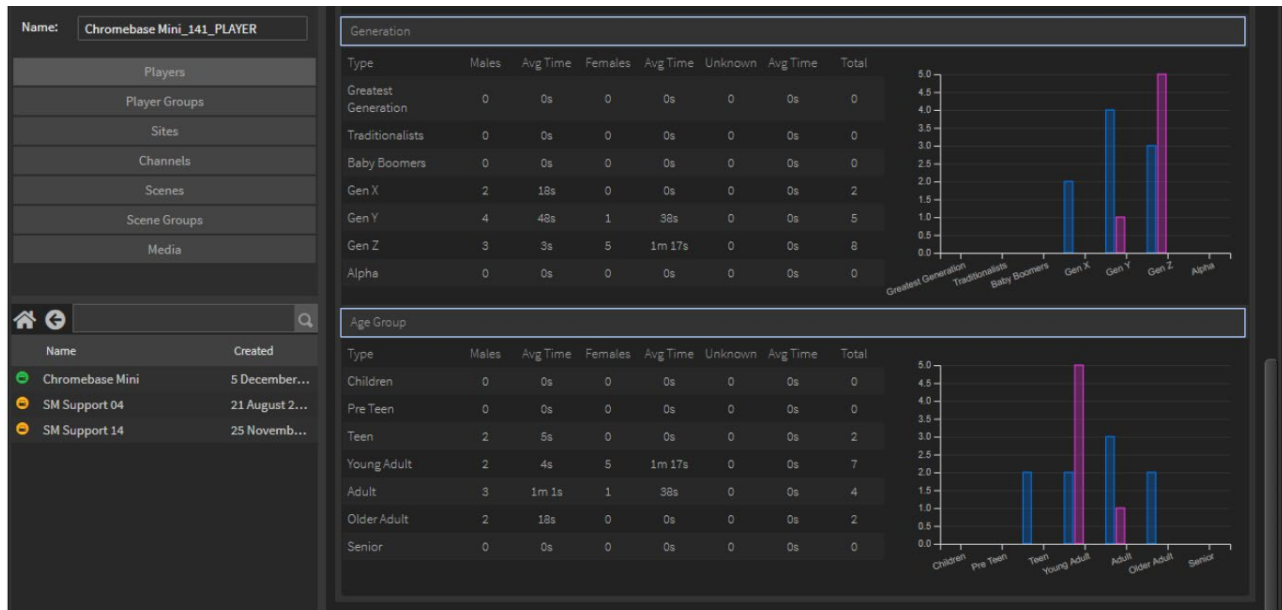 Name: Chromebase Mini_141_PLAYER
Players
Player Groups
Sites
Channels
Scenes
Scene Groups
Media
Name Created
Chromebase Mini 5 December...
SM Support 04 21 August 2...
SM Support 14 25 Novemb...
Generation
Type Males Avg Time Females Avg Time Unknown Avg Time Total
Greatest
Generation 0 0s 0 0s 0 0s 0
Traditionalists 0 0s 0 0s 0 0s 0
Baby Boomers 0 0s 0 0s 0 0s 0
Gen X 2 18s 0 0s 0 0s 2
Gen Y 4 48s 1 38s 0 0s 5
Gen Z 3 3s 5 1m 17s 0 0s 8
Alpha 0 0s 0 0s 0 0s 0
5.0
4.5
4.0
3.5
3.0
2.5
2.0
1.5
1.0
0.5
0.0
Greatest Generation Traditionalists Baby Boomers Gen X Gen Y Gen Z Alpha
Age Group
Type Males Avg Time Females Avg Time Unknown Avg Time Total
Children 0 0s 0 0s 0 0s 0
Pre Teen 0 0s 0 0s 0 0s 0
Teen 2 5s 0 0s 0 0s 2
Young Adult 2 4s 5 1m 17s 0 0s 7
Adult 3 1m 1s 1 38s 0 0s 4
Older Adult 2 18s 0 0s 0 0s 2
Senior 0 0s 0 0s 0 0s 0
5.0
4.5
4.0
3.5
3.0
2.5
2.0
1.5
1.0
0.5
0.0
Children Pre Teen Teen Young Adult Adult Older Adult Senior